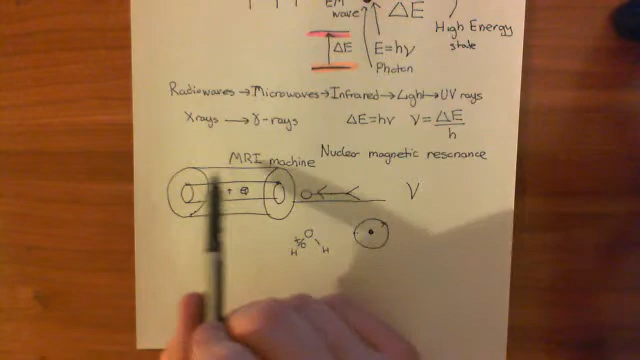 EM
wave
ΔE
High Energy
state
ΔE
E=hν
Photon
Radiowaves → Microwaves → Infrared → Light → UV rays
Xrays → γ-rays
ΔE=hν
ν=ΔE/h
MRI machine
Nuclear magnetic resonance
+
ν
O
H
H